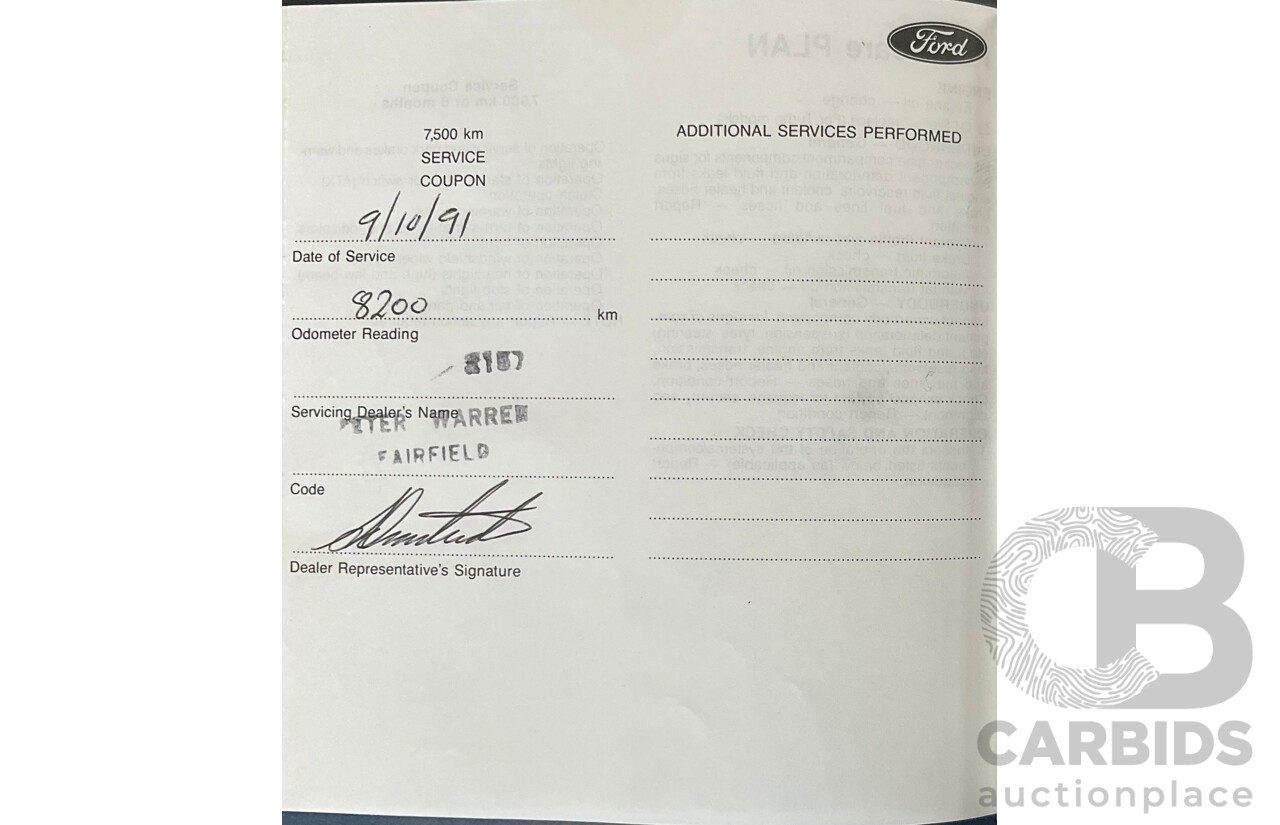 Ford
7,500 km
SERVICE
COUPON
9/10/91
Date of Service
8200 km
Odometer Reading
8157
Servicing Dealer's Name
PETER WARREN
FAIRFIELD
Code
Dealer Representative's Signature
ADDITIONAL SERVICES PERFORMED
CARBIDS
auctionplace